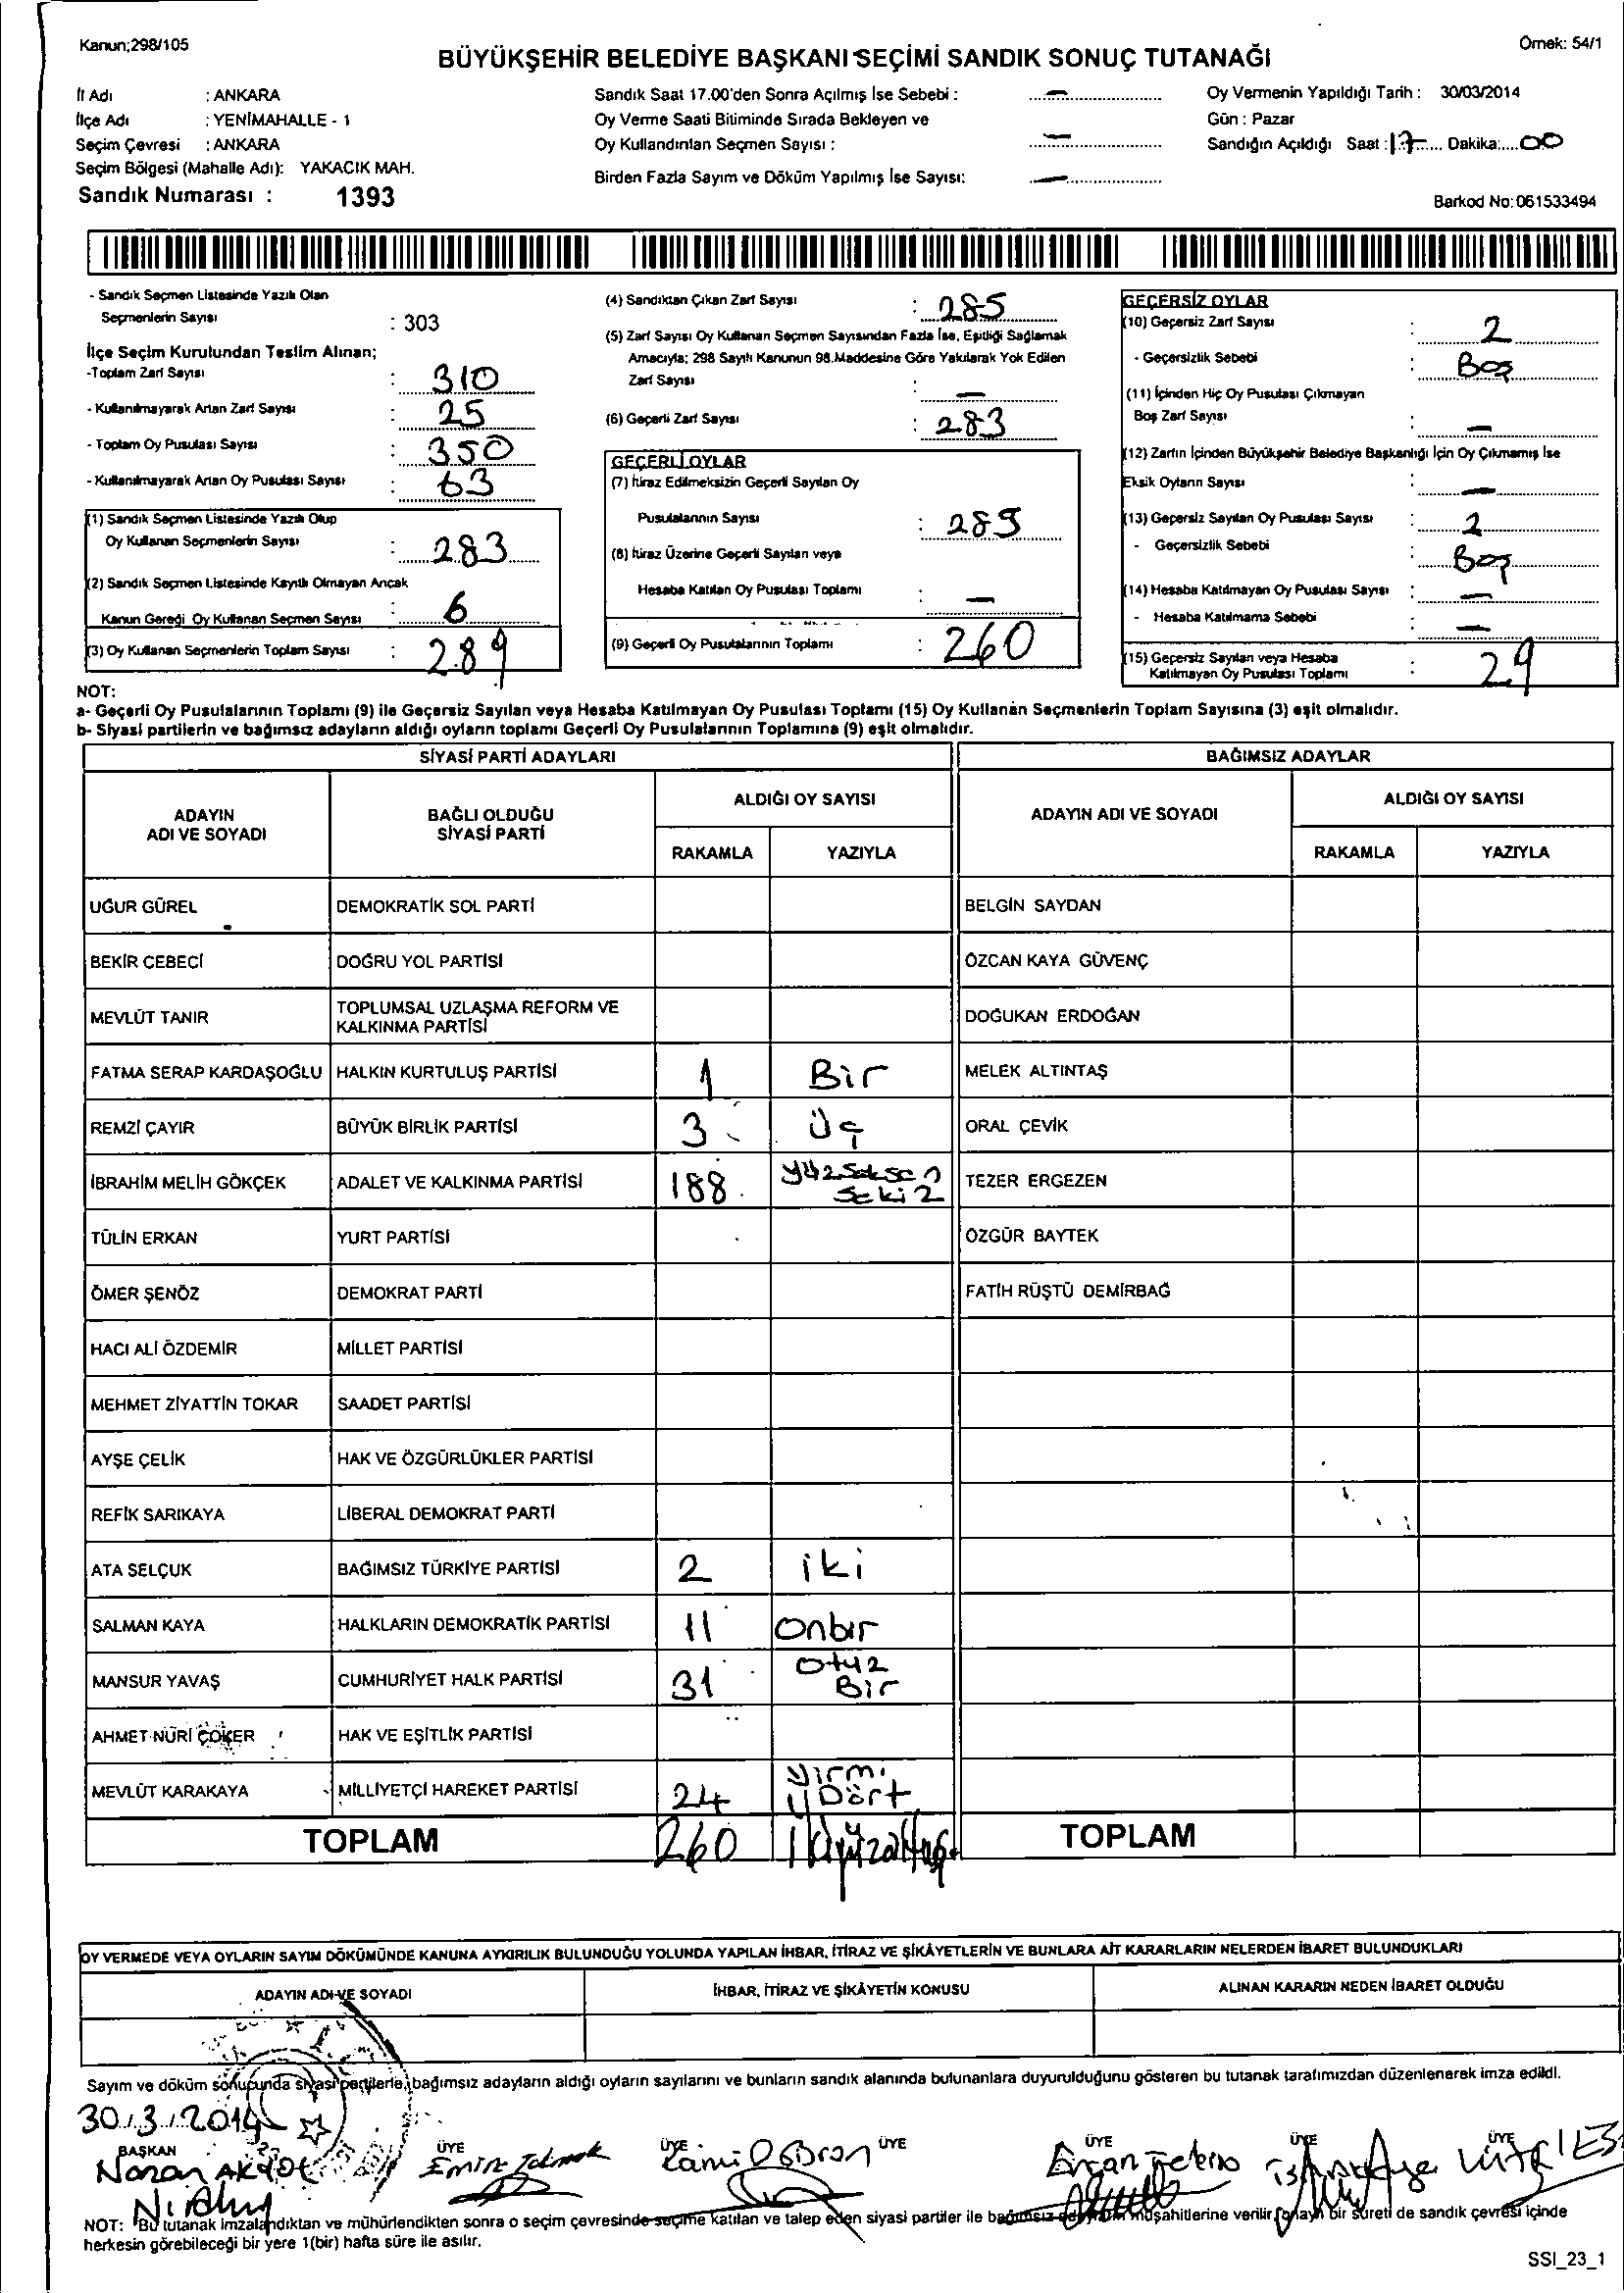 Kanun;298/105
Örnek: 54/1
BÜYÜKŞEHİR BELEDİYE BAŞKANI SEÇİMİ SANDIK SONUÇ TUTANAĞI
İl Adı : ANKARA
İlçe Adı : YENİMAHALLE - 1
Seçim Çevresi : ANKARA
Seçim Bölgesi (Mahalle Adı): YAKACIK MAH.
Sandık Numarası : 1393
Sandık Saat 17.00'den Sonra Açılmış İse Sebebi : —
Oy Verme Saati Bitiminde Sırada Bekleyen ve
Oy Kullandırılan Seçmen Sayısı : —
Birden Fazla Sayım ve Döküm Yapılmış İse Sayısı: —
Oy Vermenin Yapıldığı Tarih : 30/03/2014
Gün : Pazar
Sandığın Açıldığı Saat : 17 Dakika: 00
Barkod No: 061533494
- Sandık Seçmen Listesinde Yazılı Olan
Seçmenlerin Sayısı : 303
İlçe Seçim Kurulundan Teslim Alınan;
-Toplam Zarf Sayısı : 310
- Kullanılmayarak Artan Zarf Sayısı : 25
- Toplam Oy Pusulası Sayısı : 350
- Kullanılmayarak Artan Oy Pusulası Sayısı : 63
(1) Sandık Seçmen Listesinde Yazılı Olup
Oy Kullanan Seçmenlerin Sayısı : 283
(2) Sandık Seçmen Listesinde Kayıtlı Olmayan Ancak
Kanun Gereği Oy Kullanan Seçmen Sayısı : 6
(3) Oy Kullanan Seçmenlerin Toplam Sayısı : 289
(4) Sandıktan Çıkan Zarf Sayısı : 285
(5) Zarf Sayısı Oy Kullanan Seçmen Sayısından Fazla İse, Eşitliği Sağlamak
Amacıyla; 298 Sayılı Kanunun 98.Maddesine Göre Yakılarak Yok Edilen
Zarf Sayısı : —
(6) Geçerli Zarf Sayısı : 283
GEÇERLİ OYLAR
(7) İtiraz Edilmeksizin Geçerli Sayılan Oy
Pusulalarının Sayısı : 285
(8) İtiraz Üzerine Geçerli Sayılan veya
Hesaba Katılan Oy Pusulası Toplamı : —
(9) Geçerli Oy Pusulalarının Toplamı : 260
GEÇERSİZ OYLAR
(10) Geçersiz Zarf Sayısı : 2
- Geçersizlik Sebebi : Boş
(11) İçinden Hiç Oy Pusulası Çıkmayan
Boş Zarf Sayısı : —
(12) Zarfın İçinden Büyükşehir Belediye Başkanlığı İçin Oy Çıkmamış İse
Eksik Oyların Sayısı : —
(13) Geçersiz Sayılan Oy Pusulası Sayısı : 2
- Geçersizlik Sebebi : Boş
(14) Hesaba Katılmayan Oy Pusulası Sayısı : —
- Hesaba Katılmama Sebebi : —
(15) Geçersiz Sayılan veya Hesaba
Katılmayan Oy Pusulası Toplamı : 29
NOT:
a- Geçerli Oy Pusulalarının Toplamı (9) ile Geçersiz Sayılan veya Hesaba Katılmayan Oy Pusulası Toplamı (15) Oy Kullanan Seçmenlerin Toplam Sayısına (3) eşit olmalıdır.
b- Siyasi partilerin ve bağımsız adayların aldığı oyların toplamı Geçerli Oy Pusulalarının Toplamına (9) eşit olmalıdır.
SİYASİ PARTİ ADAYLARI
BAĞIMSIZ ADAYLAR
ADAYIN ADI VE SOYADI
BAĞLI OLDUĞU SİYASİ PARTİ
ALDIĞI OY SAYISI
RAKAMLA YAZIYLA
ADAYIN ADI VE SOYADI
ALDIĞI OY SAYISI
RAKAMLA YAZIYLA
UĞUR GÜREL DEMOKRATİK SOL PARTİ BELGİN SAYDAN
BEKİR CEBECİ DOĞRU YOL PARTİSİ ÖZCAN KAYA GÜVENÇ
MEVLÜT TANIR TOPLUMSAL UZLAŞMA REFORM VE KALKINMA PARTİSİ DOĞUKAN ERDOĞAN
FATMA SERAP KARDAŞOĞLU HALKIN KURTULUŞ PARTİSİ 1 Bir MELEK ALTINTAŞ
REMZİ ÇAYIR BÜYÜK BİRLİK PARTİSİ 3 Üç ORAL ÇEVİK
İBRAHİM MELİH GÖKÇEK ADALET VE KALKINMA PARTİSİ 188 yüzseksen sekiz TEZER ERGEZEN
TÜLİN ERKAN YURT PARTİSİ ÖZGÜR BAYTEK
ÖMER ŞENÖZ DEMOKRAT PARTİ FATİH RÜŞTÜ DEMİRBAĞ
HACI ALİ ÖZDEMİR MİLLET PARTİSİ
MEHMET ZİYATTİN TOKAR SAADET PARTİSİ
AYŞE ÇELİK HAK VE ÖZGÜRLÜKLER PARTİSİ
REFİK SARIKAYA LİBERAL DEMOKRAT PARTİ
ATA SELÇUK BAĞIMSIZ TÜRKİYE PARTİSİ 2 iki
SALMAN KAYA HALKLARIN DEMOKRATİK PARTİSİ 11 Onbir
MANSUR YAVAŞ CUMHURİYET HALK PARTİSİ 31 Otuz Bir
AHMET NURİ ÇOKER HAK VE EŞİTLİK PARTİSİ
MEVLÜT KARAKAYA MİLLİYETÇİ HAREKET PARTİSİ 24 Yirmi Dört
TOPLAM 260 ikiyüzaltmış TOPLAM
OY VERMEDE VEYA OYLARIN SAYIM DÖKÜMÜNDE KANUNA AYKIRILIK BULUNDUĞU YOLUNDA YAPILAN İHBAR, İTİRAZ VE ŞİKÂYETLERİN VE BUNLARA AİT KARARLARIN NELERDEN İBARET BULUNDUKLARI
ADAYIN ADI VE SOYADI İHBAR, İTİRAZ VE ŞİKÂYETİN KONUSU ALINAN KARARIN NEDEN İBARET OLDUĞU
Sayım ve döküm sonucunda siyasi partilerle, bağımsız adayların aldığı oyların sayılarını ve bunların sandık alanında bulunanlara duyurulduğunu gösteren bu tutanak tarafımızdan düzenlenerek imza edildi.
30.3.2014
BAŞKAN ÜYE ÜYE ÜYE ÜYE ÜYE ÜYE
NOT: Bu tutanak imzalandıktan ve mühürlendikten sonra o seçim çevresinde seçime katılan ve talep eden siyasi partiler ile bağımsız adayların müşahitlerine verilir, onaylı bir sureti de sandık çevresi içinde
herkesin görebileceği bir yere 1(bir) hafta süre ile asılır.
SSI_23_1